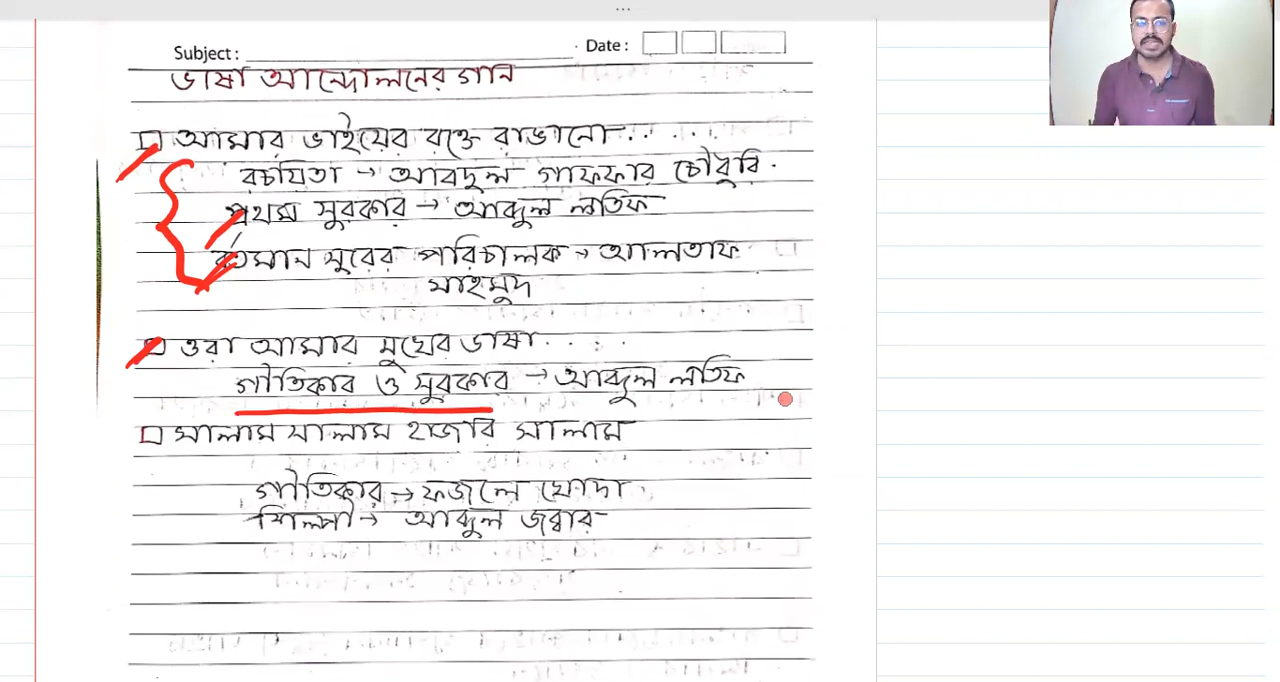 Subject :
Date :
ভাষা আন্দোলনের গান
আমার ভাইয়ের রক্তে রাঙানো....
রচয়িতা → আবদুল গাফফার চৌধুরি.
প্রথম সুরকার → আব্দুল লতিফ
বর্তমান সুরের পরিচালক → আলতাফ
মাহমুদ
ওরা আমার মুখের ভাষা....
গীতিকার ও সুরকার → আব্দুল লতিফ
সালাম সালাম হাজার সালাম
গীতিকার → ফজলে খোদা
শিল্পী → আব্দুল জব্বার